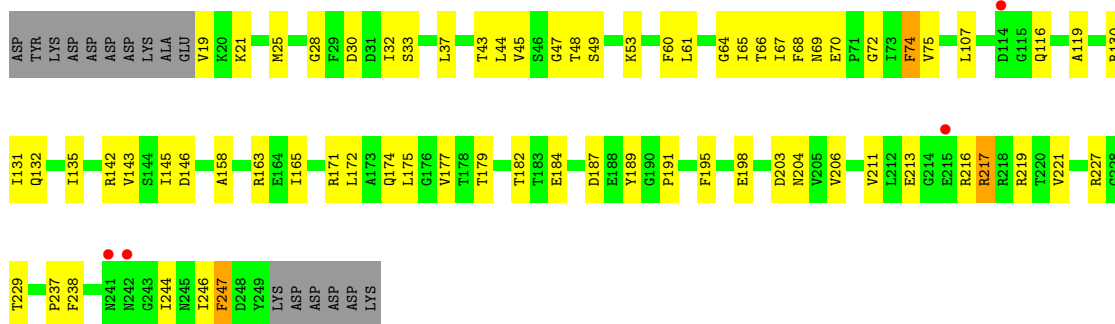 ASP TYR LYS ASP ASP ASP ASP LYS ALA GLU V19 K20 K21 M25 G28 F29 D30 D31 I32 S33 L37 T43 L44 V45 S46 G47 T48 S49 K53 F60 L61 G64 I65 T66 I67 F68 N69 E70 P71 G72 I73 F74 V75 L107 D114 G115 Q116 A119
I131 Q132 I135 R142 V143 S144 I145 D146 A158 R163 E164 I165 R171 L172 A173 Q174 L175 G176 V177 T178 T179 T182 T183 E184 D187 E188 Y189 G190 P191 F195 E198 D203 N204 V205 V206 V211 L212 E213 G214 E215 R216 R217 R218 R219 T220 V221 R227
T229 P237 F238 N241 N242 G243 I244 N245 I246 F247 D248 Y249 LYS ASP ASP ASP ASP LYS